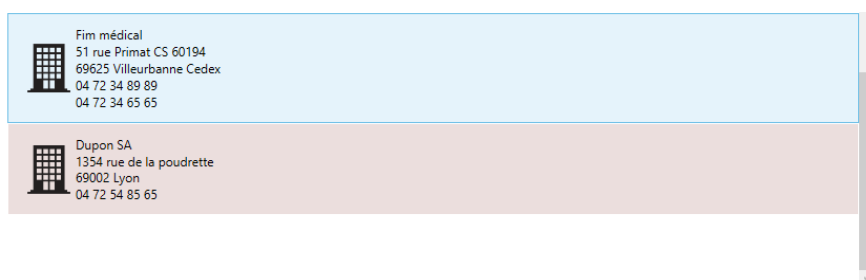 Fim médical
51 rue Primat CS 60194
69625 Villeurbanne Cedex
04 72 34 89 89
04 72 34 65 65
Dupon SA
1354 rue de la poudrette
69002 Lyon
04 72 54 85 65